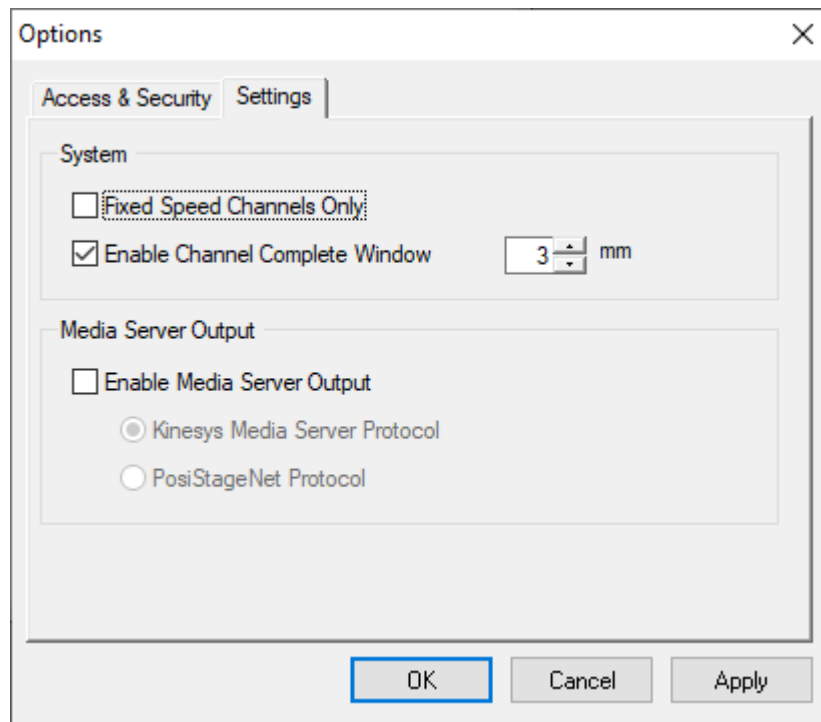 Options
Access & Security Settings
System
Fixed Speed Channels Only
Enable Channel Complete Window 3 mm
Media Server Output
Enable Media Server Output
Kinesys Media Server Protocol
PosiStageNet Protocol
OK Cancel Apply